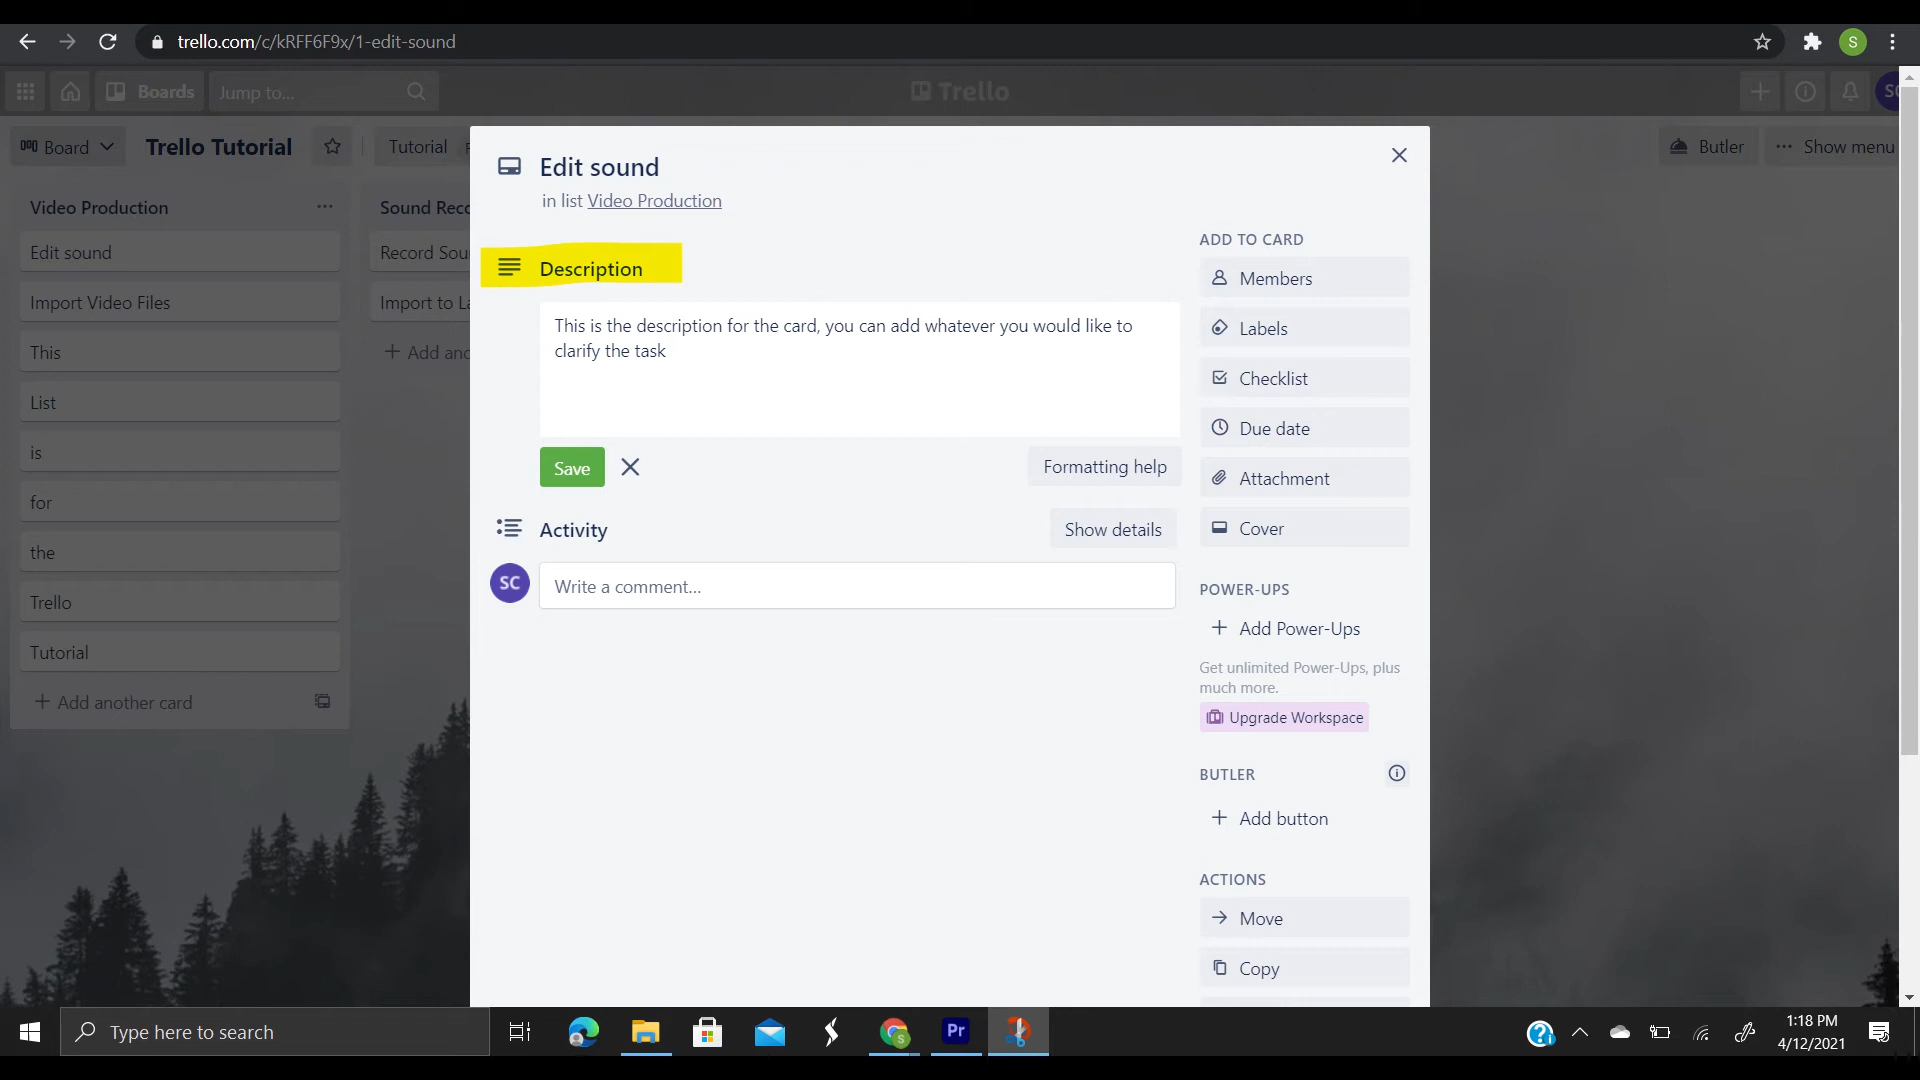 trello.com/c/kRFF6F9x/1-edit-sound
S
Boards
Jump to...
Trello
Board
Trello Tutorial
Tutorial
Butler
Show menu
Edit sound
in list Video Production
Description
This is the description for the card, you can add whatever you would like to
clarify the task
Save
Formatting help
Activity
Show details
SC
Write a comment...
ADD TO CARD
Members
Labels
Checklist
Due date
Attachment
Cover
POWER-UPS
Add Power-Ups
Get unlimited Power-Ups, plus
much more.
Upgrade Workspace
BUTLER
Add button
ACTIONS
Move
Copy
Video Production
Edit sound
Import Video Files
This
List
is
for
the
Trello
Tutorial
Add another card
Sound
Record
Import to
Add
Type here to search
Pr
1:18 PM
4/12/2021